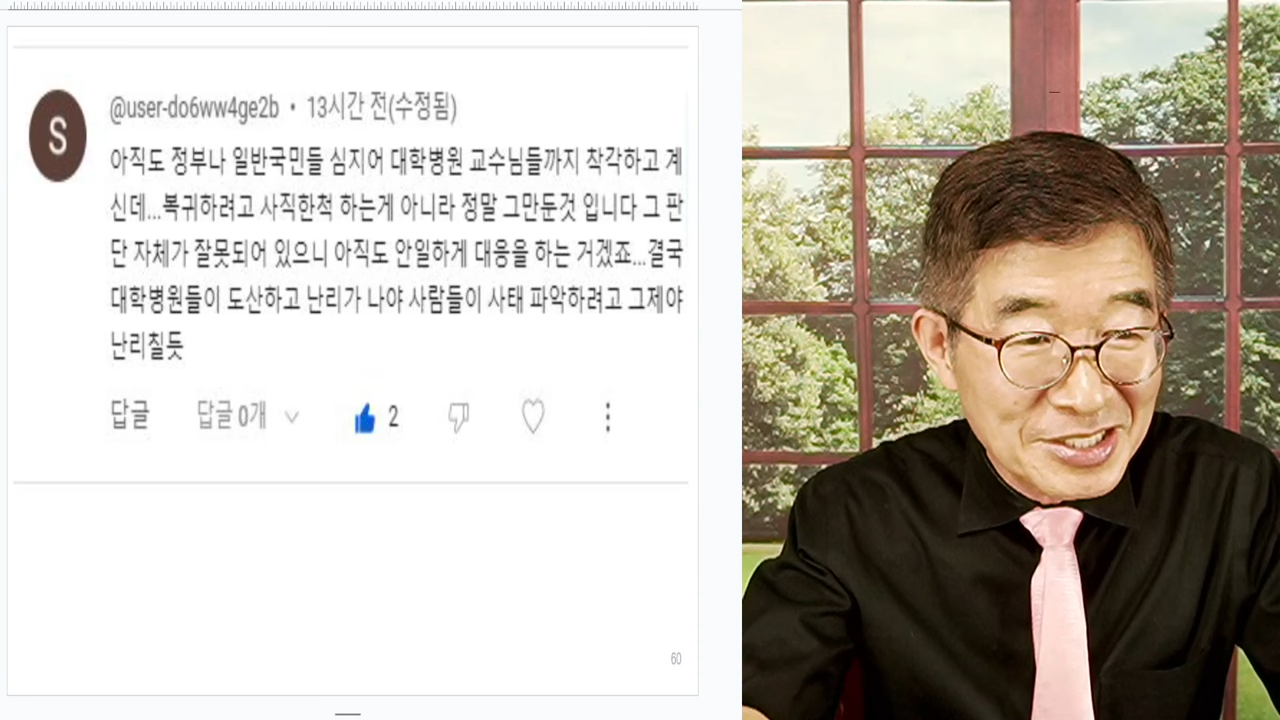 S
@user-do6ww4ge2b • 13시간 전(수정됨)
아직도 정부나 일반국민들 심지어 대학병원 교수님들까지 착각하고 계
신데...복귀하려고 사직한척 하는게 아니라 정말 그만둔것 입니다 그 판
단 자체가 잘못되어 있으니 아직도 안일하게 대응을 하는 거겠죠...결국
대학병원들이 도산하고 난리가 나야 사람들이 사태 파악하려고 그제야
난리칠듯
답글 답글 0개 2
60